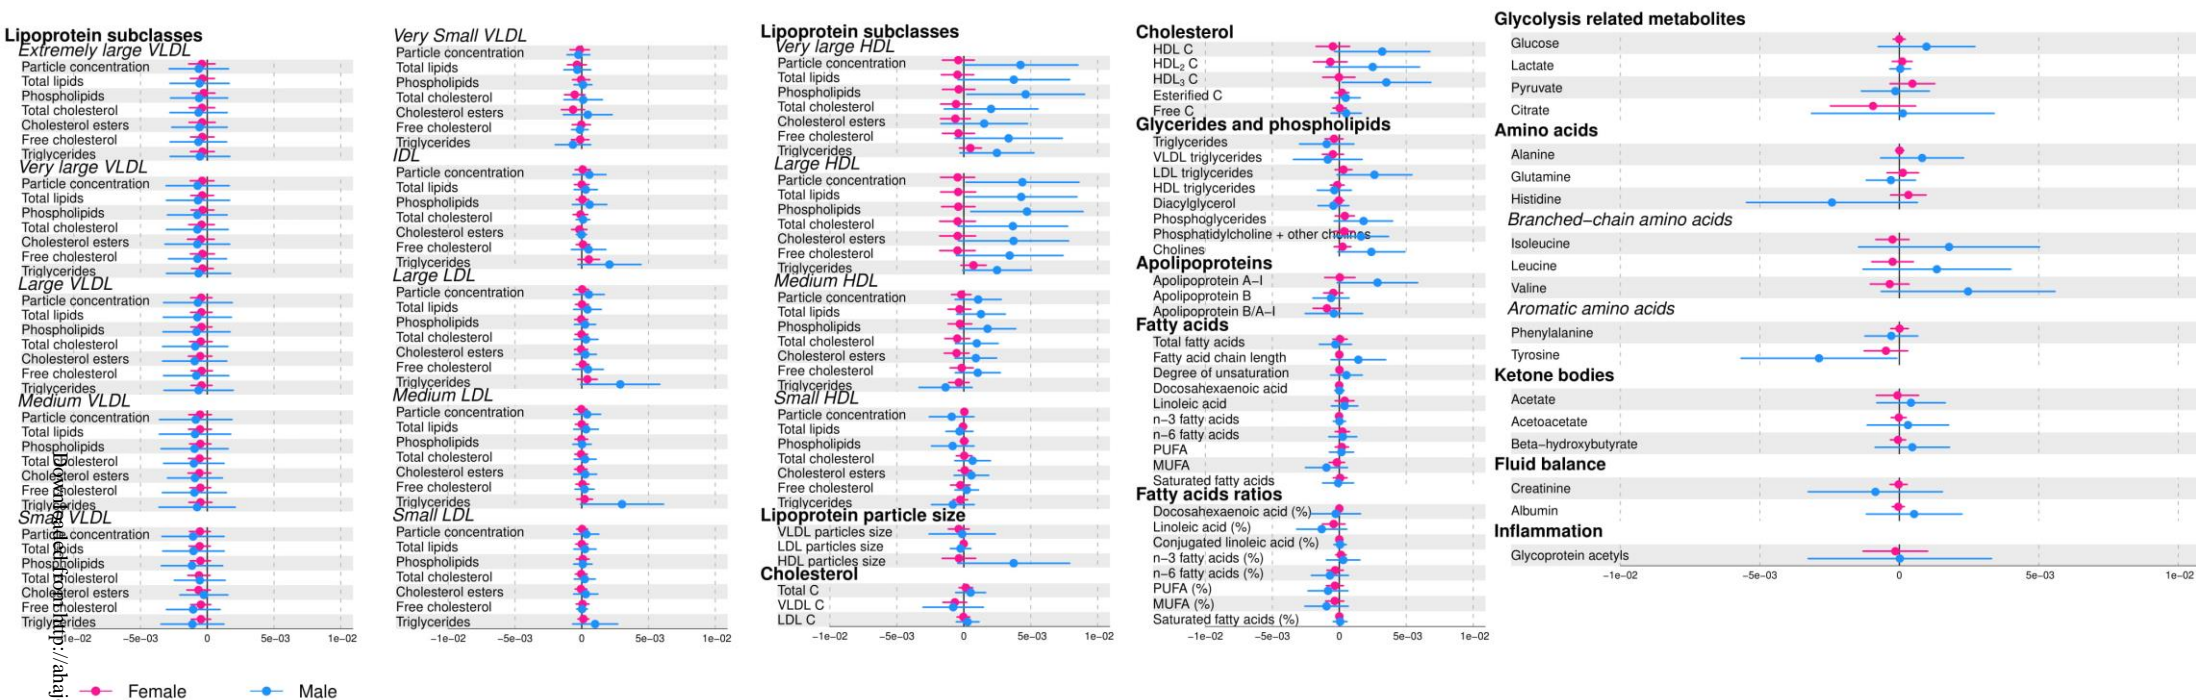 Lipoprotein subclasses
Extremely large VLDL
Particle concentration
Total lipids
Phospholipids
Total cholesterol
Cholesterol esters
Free cholesterol
Triglycerides
Very large VLDL
Particle concentration
Total lipids
Phospholipids
Total cholesterol
Cholesterol esters
Free cholesterol
Triglycerides
Large VLDL
Particle concentration
Total lipids
Phospholipids
Total cholesterol
Cholesterol esters
Free cholesterol
Triglycerides
Medium VLDL
Particle concentration
Total lipids
Phospholipids
Total cholesterol
Cholesterol esters
Free cholesterol
Triglycerides
Small VLDL
Particle concentration
Total lipids
Phospholipids
Total cholesterol
Cholesterol esters
Free cholesterol
Triglycerides
−1e−02 −5e−03 0 5e−03 1e−02
Very Small VLDL
Particle concentration
Total lipids
Phospholipids
Total cholesterol
Cholesterol esters
Free cholesterol
Triglycerides
IDL
Particle concentration
Total lipids
Phospholipids
Total cholesterol
Cholesterol esters
Free cholesterol
Triglycerides
Large LDL
Particle concentration
Total lipids
Phospholipids
Total cholesterol
Cholesterol esters
Free cholesterol
Triglycerides
Medium LDL
Particle concentration
Total lipids
Phospholipids
Total cholesterol
Cholesterol esters
Free cholesterol
Triglycerides
Small LDL
Particle concentration
Total lipids
Phospholipids
Total cholesterol
Cholesterol esters
Free cholesterol
Triglycerides
−1e−02 −5e−03 0 5e−03 1e−02
Lipoprotein subclasses
Very large HDL
Particle concentration
Total lipids
Phospholipids
Total cholesterol
Cholesterol esters
Free cholesterol
Triglycerides
Large HDL
Particle concentration
Total lipids
Phospholipids
Total cholesterol
Cholesterol esters
Free cholesterol
Triglycerides
Medium HDL
Particle concentration
Total lipids
Phospholipids
Total cholesterol
Cholesterol esters
Free cholesterol
Triglycerides
Small HDL
Particle concentration
Total lipids
Phospholipids
Total cholesterol
Cholesterol esters
Free cholesterol
Triglycerides
Lipoprotein particle size
VLDL particles size
LDL particles size
HDL particles size
Cholesterol
Total C
VLDL C
LDL C
−1e−02 −5e−03 0 5e−03 1e−02
Cholesterol
HDL C
HDL₂ C
HDL₃ C
Esterified C
Free C
Glycerides and phospholipids
Triglycerides
VLDL triglycerides
LDL triglycerides
HDL triglycerides
Diacylglycerol
Phosphoglycerides
Phosphatidylcholine + other cholines
Cholines
Apolipoproteins
Apolipoprotein A−I
Apolipoprotein B
Apolipoprotein B/A−I
Fatty acids
Total fatty acids
Fatty acid chain length
Degree of unsaturation
Docosahexaenoic acid
Linoleic acid
n−3 fatty acids
n−6 fatty acids
PUFA
MUFA
Saturated fatty acids
Fatty acids ratios
Docosahexaenoic acid (%)
Linoleic acid (%)
Conjugated linoleic acid (%)
n−3 fatty acids (%)
n−6 fatty acids (%)
PUFA (%)
MUFA (%)
Saturated fatty acids (%)
−1e−02 −5e−03 0 5e−03 1e−02
Glycolysis related metabolites
Glucose
Lactate
Pyruvate
Citrate
Amino acids
Alanine
Glutamine
Histidine
Branched−chain amino acids
Isoleucine
Leucine
Valine
Aromatic amino acids
Phenylalanine
Tyrosine
Ketone bodies
Acetate
Acetoacetate
Beta−hydroxybutyrate
Fluid balance
Creatinine
Albumin
Inflammation
Glycoprotein acetyls
−1e−02 −5e−03 0 5e−03 1e−02
Downloaded from http://ahaj
Female Male